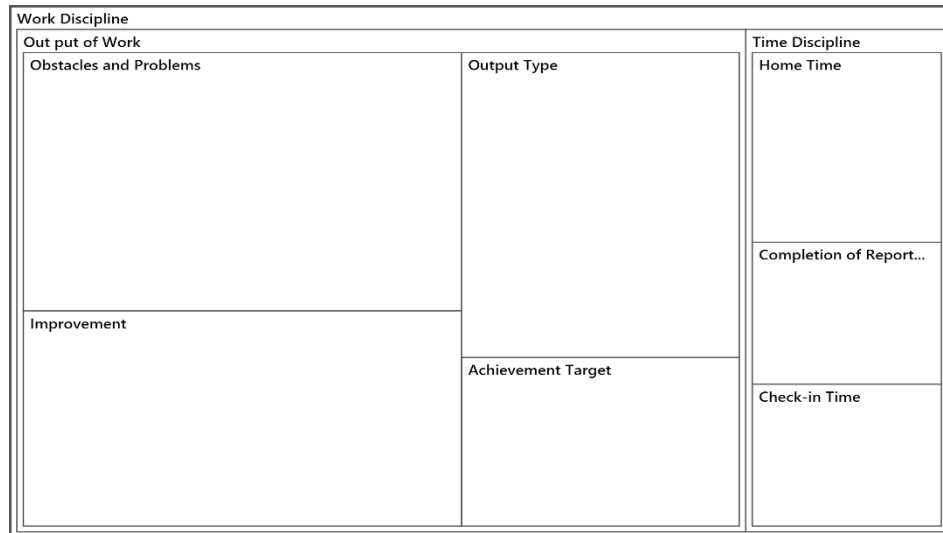 Work Discipline
Out put of Work
Time Discipline
Obstacles and Problems
Output Type
Home Time
Completion of Report...
Improvement
Achievement Target
Check-in Time